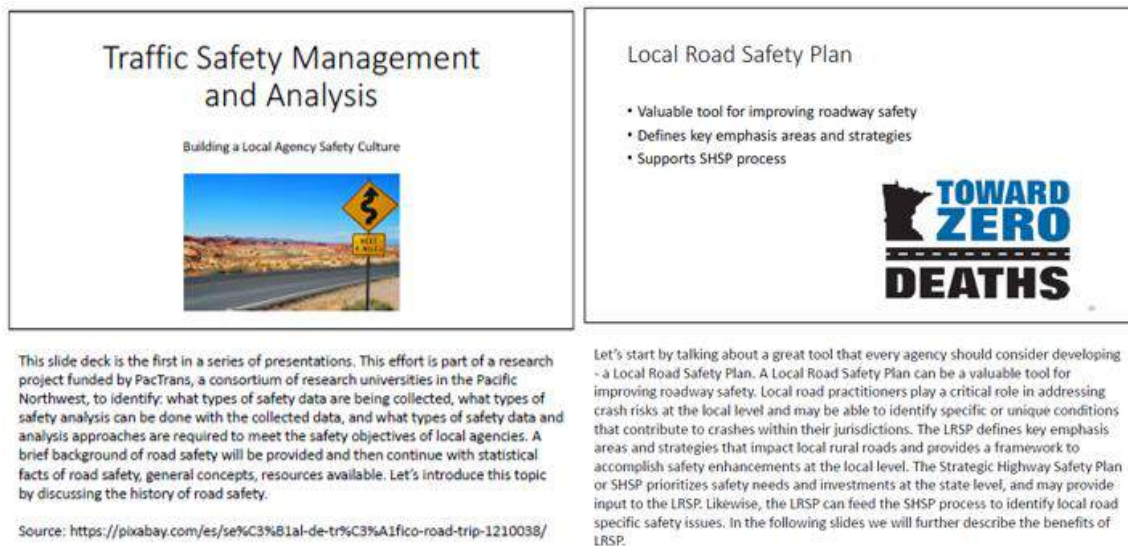 Traffic Safety Management
and Analysis
Building a Local Agency Safety Culture
NEXT
MILES
This slide deck is the first in a series of presentations. This effort is part of a research
project funded by PacTrans, a consortium of research universities in the Pacific
Northwest, to identify: what types of safety data are being collected, what types of
safety analysis can be done with the collected data, and what types of safety data and
analysis approaches are required to meet the safety objectives of local agencies. A
brief background of road safety will be provided and then continue with statistical
facts of road safety, general concepts, resources available. Let's introduce this topic
by discussing the history of road safety.
Source: https://pixabay.com/es/se%C3%B1al-de-tr%C3%A1fico-road-trip-1210038/
Local Road Safety Plan
• Valuable tool for improving roadway safety
• Defines key emphasis areas and strategies
• Supports SHSP process
TOWARD
ZERO
DEATHS
Let's start by talking about a great tool that every agency should consider developing
- a Local Road Safety Plan. A Local Road Safety Plan can be a valuable tool for
improving roadway safety. Local road practitioners play a critical role in addressing
crash risks at the local level and may be able to identify specific or unique conditions
that contribute to crashes within their jurisdictions. The LRSP defines key emphasis
areas and strategies that impact local rural roads and provides a framework to
accomplish safety enhancements at the local level. The Strategic Highway Safety Plan
or SHSP prioritizes safety needs and investments at the state level, and may provide
input to the LRSP. Likewise, the LRSP can feed the SHSP process to identify local road
specific safety issues. In the following slides we will further describe the benefits of
LRSP.